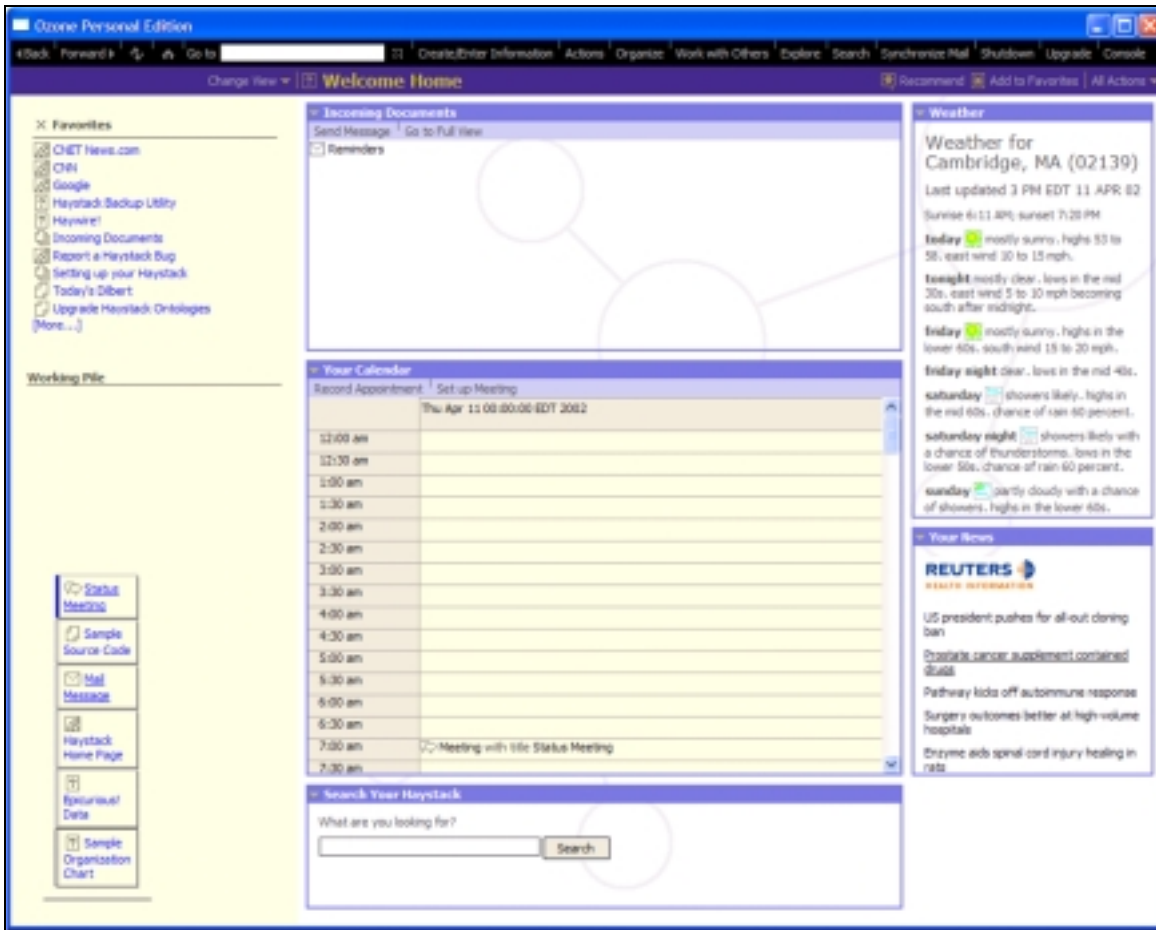 Ozone Personal Edition
Back Forward Go to Create/Enter Information Actions Organize Work with Others Explore Search Synchronize Mail Shutdown Upgrade Console
Change View Welcome Home Recommend Add to Favorites All Actions
Favorites
CNET News.com
CNN
Google
Haystack Backup Utility
Haywire!
Incoming Documents
Report a Haystack Bug
Setting up your Haystack
Today's Dilbert
Upgrade Haystack Ontologies
[More...]
Working Pile
Status
Meeting
Sample
Source Code
Mail
Message
Haystack
Home Page
Epicurious!
Data
Sample
Organization
Chart
Incoming Documents
Send Message Go to Full View
Reminders
Your Calendar
Record Appointment Set up Meeting
Thu Apr 11 00:00:00 EDT 2002
12:00 am
12:30 am
1:00 am
1:30 am
2:00 am
2:30 am
3:00 am
3:30 am
4:00 am
4:30 am
5:00 am
5:30 am
6:00 am
6:30 am
7:00 am Meeting with title Status Meeting
7:30 am
Search Your Haystack
What are you looking for?
Search
Weather
Weather for
Cambridge, MA (02139)
Last updated 3 PM EDT 11 APR 02
Sunrise 6:11 AM; sunset 7:20 PM
today mostly sunny. highs 53 to
58. east wind 10 to 15 mph.
tonight mostly clear. lows in the mid
30s. east wind 5 to 10 mph becoming
south after midnight.
friday mostly sunny. highs in the
lower 60s. south wind 15 to 20 mph.
friday night clear. lows in the mid 40s.
saturday showers likely. highs in
the mid 60s. chance of rain 60 percent.
saturday night showers likely with
a chance of thunderstorms. lows in the
lower 50s. chance of rain 60 percent.
sunday partly cloudy with a chance
of showers. highs in the lower 60s.
Your News
REUTERS
HEALTH INFORMATION
US president pushes for all-out cloning
ban
Prostate cancer supplement contained
drugs
Pathway kicks off autoimmune response
Surgery outcomes better at high-volume
hospitals
Enzyme aids spinal cord injury healing in
rats